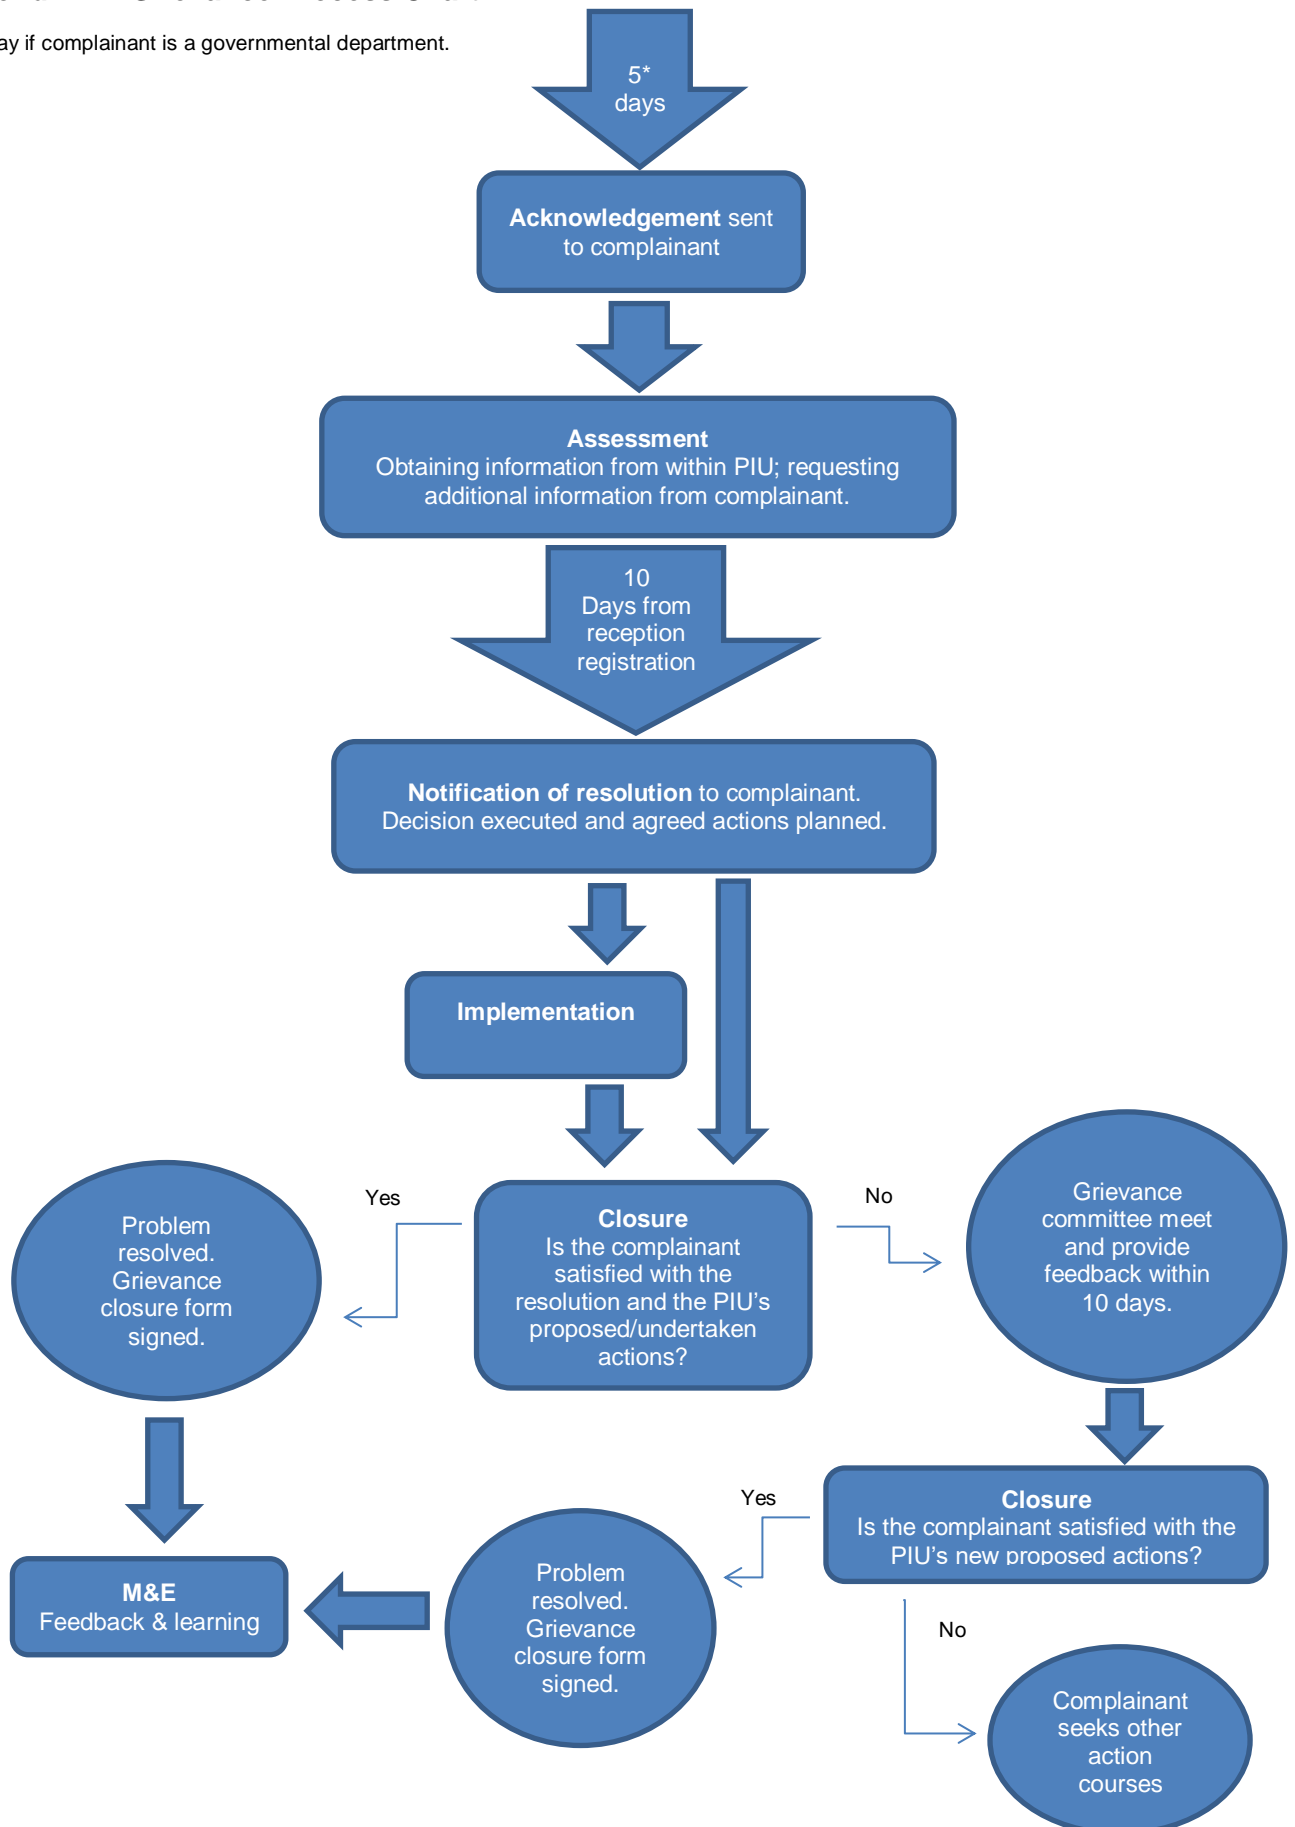 ay if complainant is a governmental department.
5*
days
Acknowledgement sent
to complainant
Assessment
Obtaining information from within PIU; requesting
additional information from complainant.
10
Days from
reception
registration
Notification of resolution to complainant.
Decision executed and agreed actions planned.
Implementation
Yes
No
Closure
Is the complainant
satisfied with the
resolution and the PIU’s
proposed/undertaken
actions?
Problem
resolved.
Grievance
closure form
signed.
Grievance
committee meet
and provide
feedback within
10 days.
Closure
Is the complainant satisfied with the
PIU’s new proposed actions?
Yes
No
Problem
resolved.
Grievance
closure form
signed.
M&E
Feedback & learning
Complainant
seeks other
action
courses